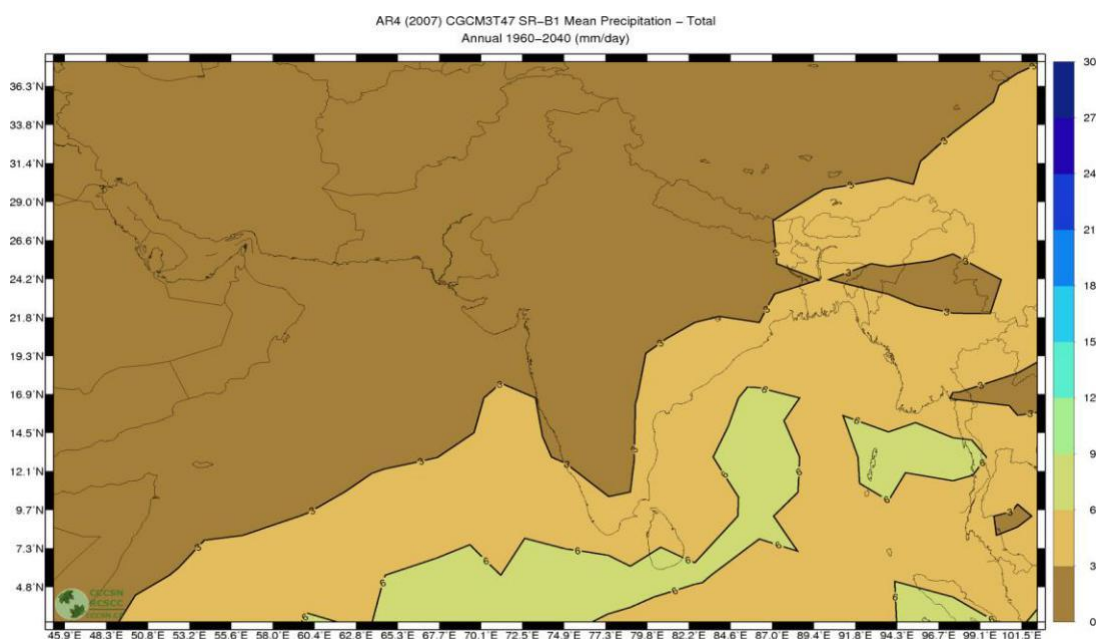 AR4 (2007) CGCM3T47 SR-B1 Mean Precipitation - Total
Annual 1960-2040 (mm/day)
36.3°N
33.8°N
31.4°N
29.0°N
26.6°N
24.2°N
21.8°N
19.3°N
16.9°N
14.5°N
12.1°N
9.7°N
7.3°N
4.8°N
30
27
24
21
18
15
12
9
6
3
0
CCCSN
RCSCC
45.9°E 48.3°E 50.8°E 53.2°E 55.6°E 58.0°E 60.4°E 62.8°E 65.3°E 67.7°E 70.1°E 72.5°E 74.9°E 77.3°E 79.8°E 82.2°E 84.6°E 87.0°E 89.4°E 91.8°E 94.3°E 96.7°E 99.1°E 101.5°E